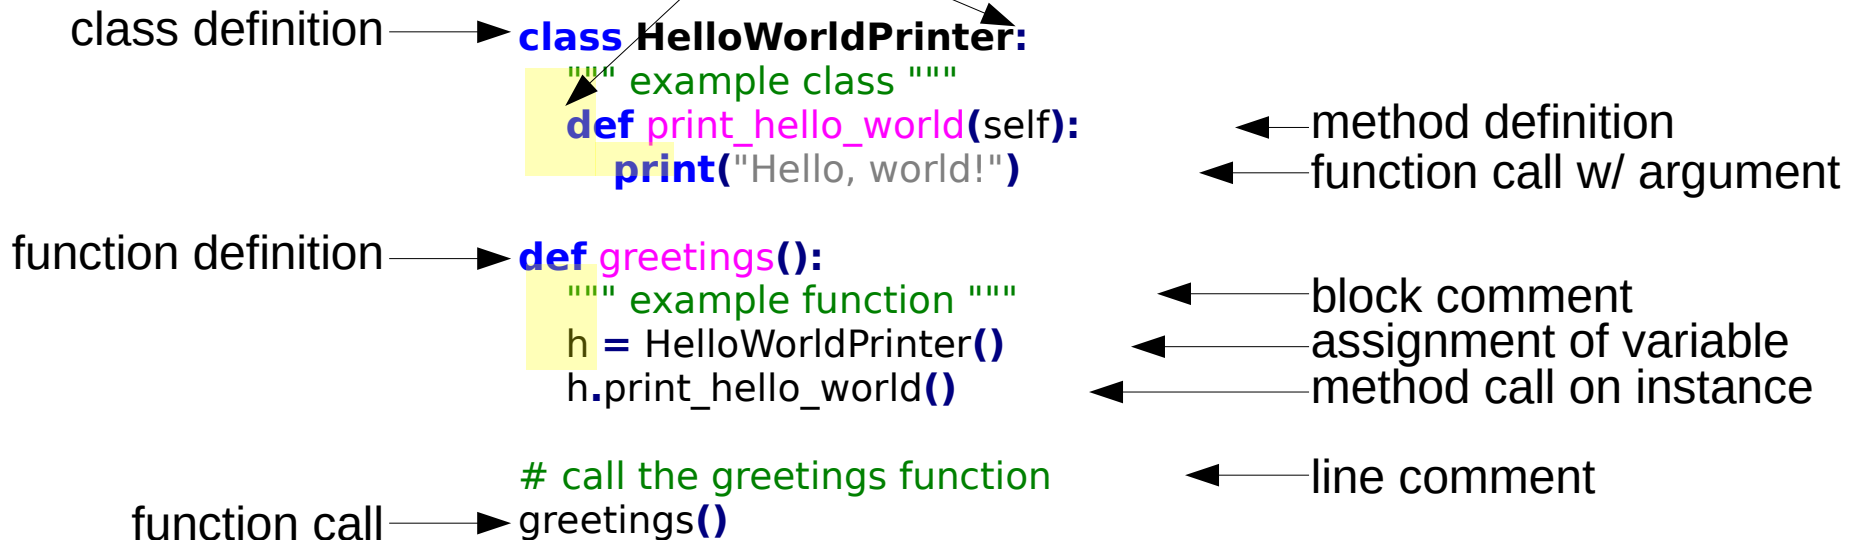 class definition class HelloWorldPrinter:
""" example class """
def print_hello_world(self): method definition
print("Hello, world!") function call w/ argument
function definition def greetings():
""" example function """ block comment
h = HelloWorldPrinter() assignment of variable
h.print_hello_world() method call on instance
# call the greetings function line comment
function call greetings()